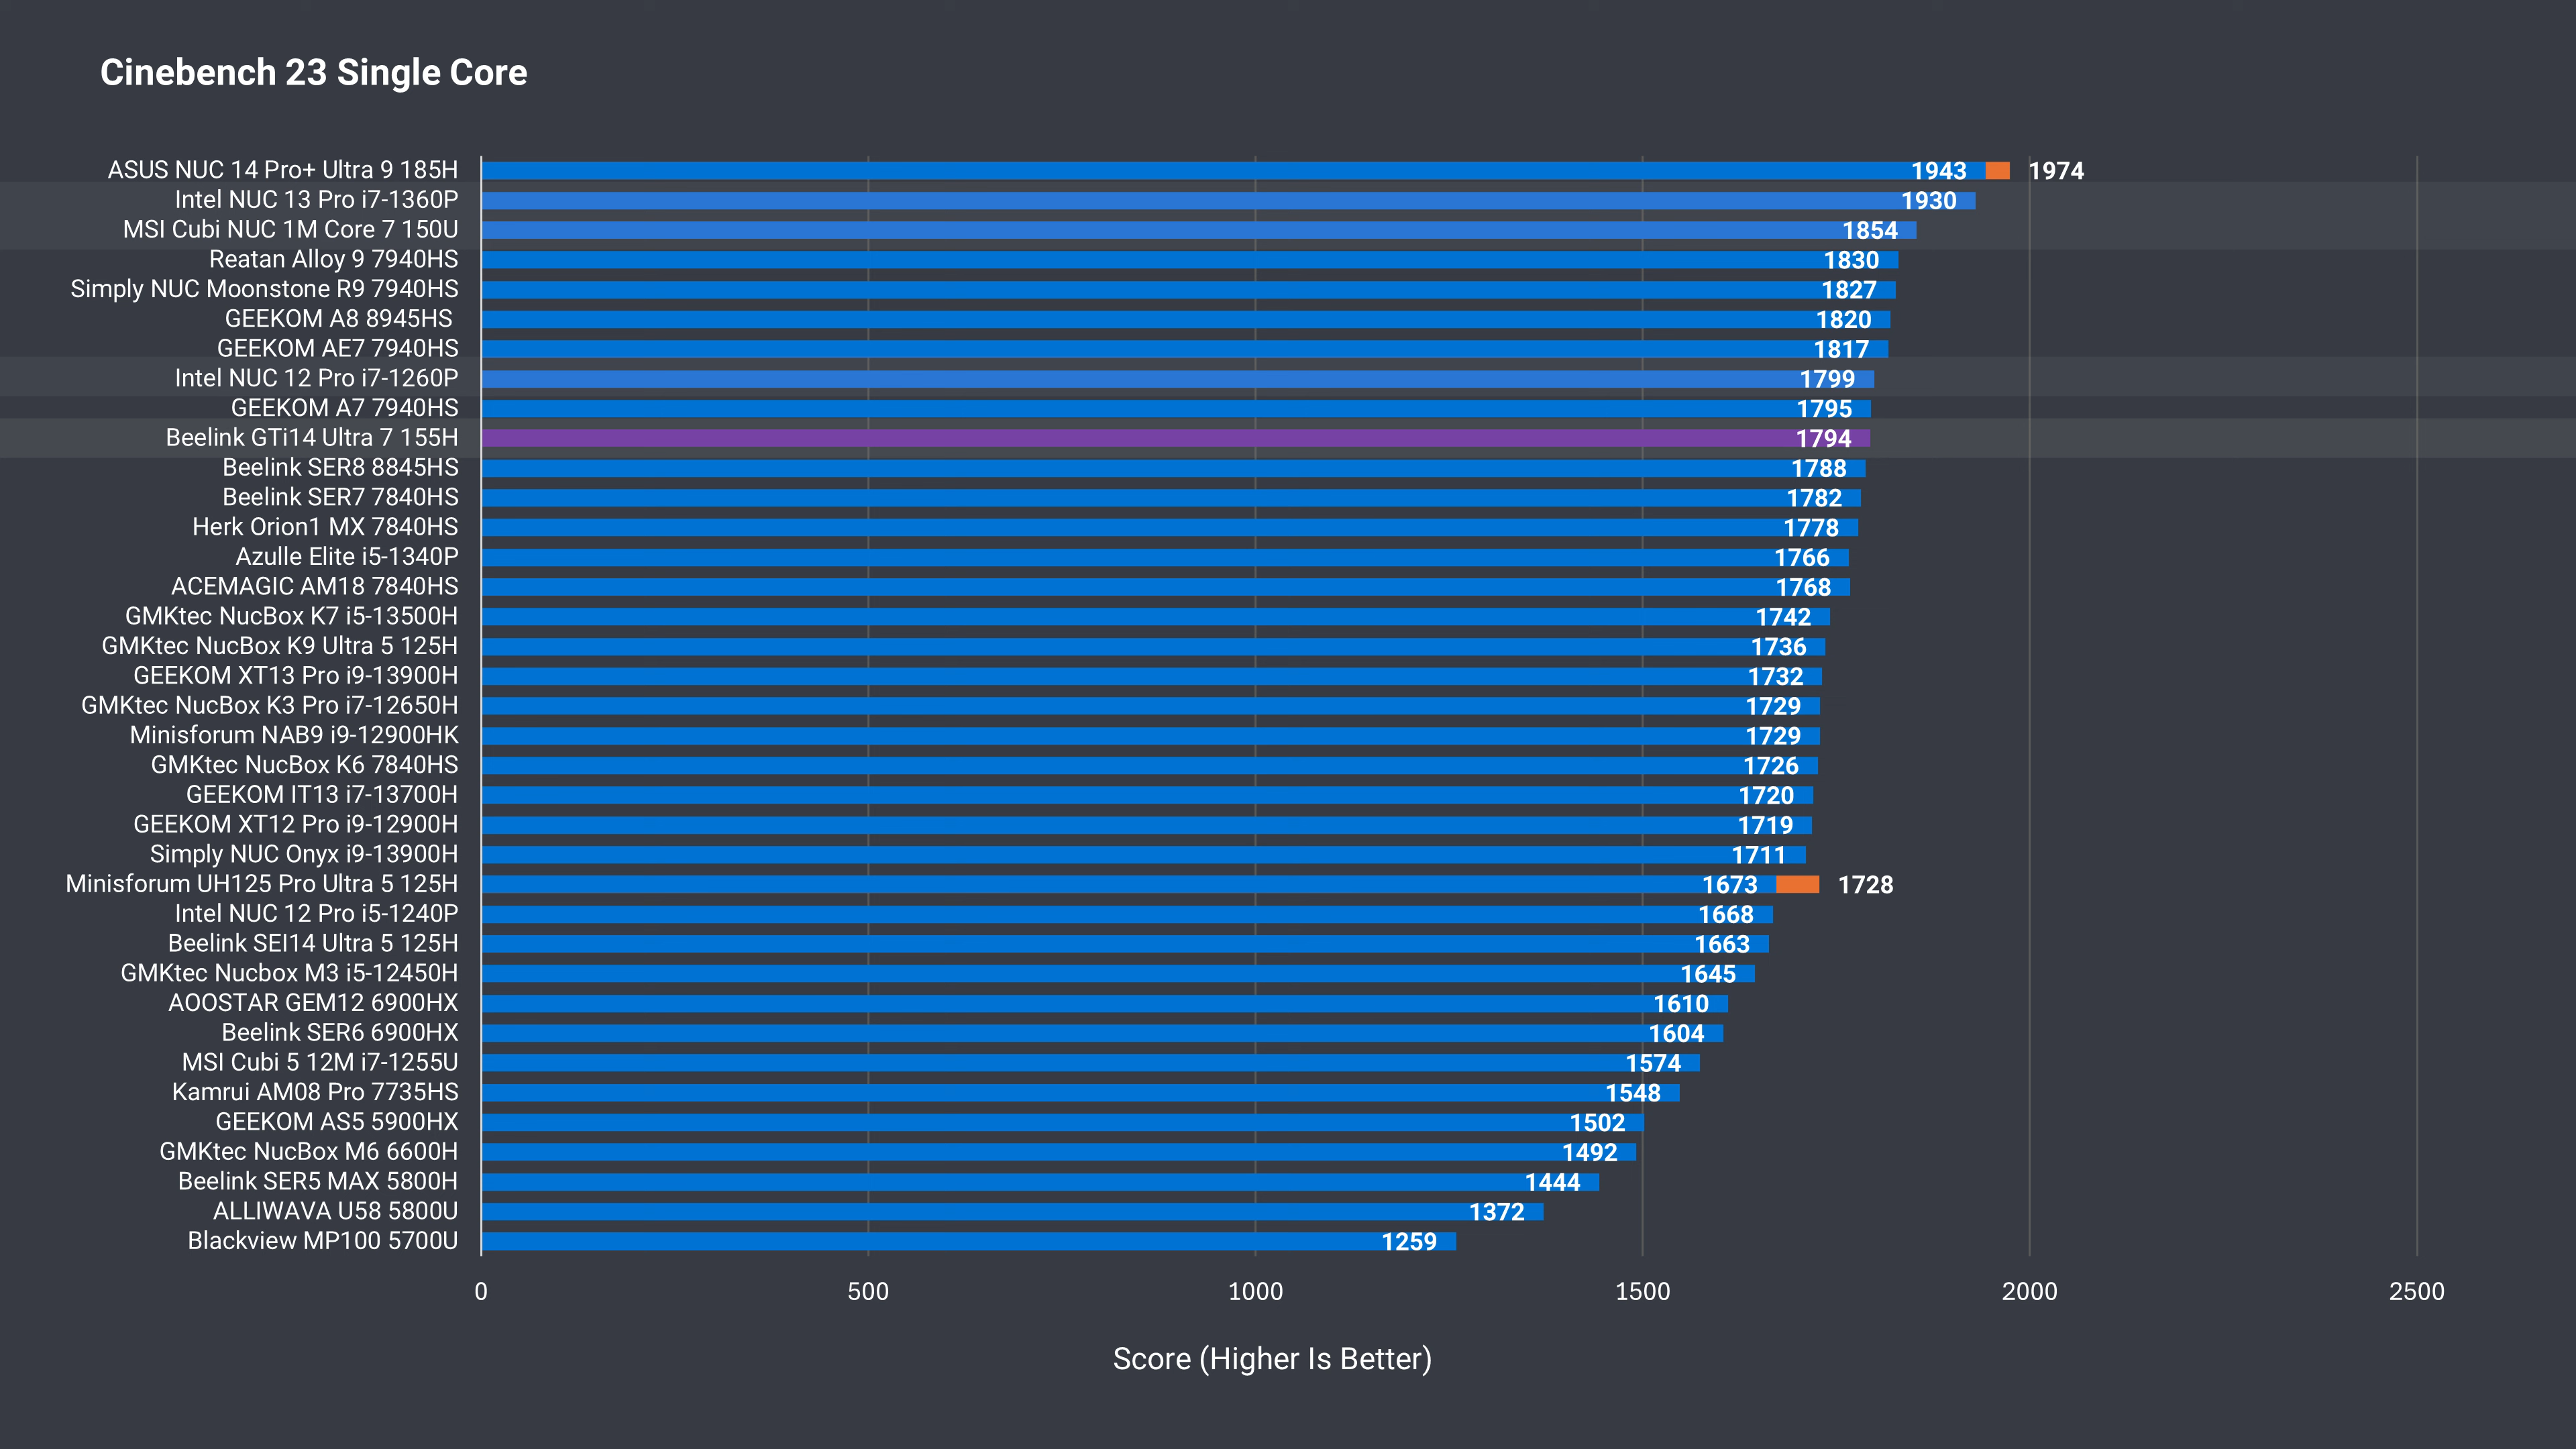 Cinebench 23 Single Core
ASUS NUC 14 Pro+ Ultra 9 185H 1943 1974
Intel NUC 13 Pro i7-1360P 1930
MSI Cubi NUC 1M Core 7 150U 1854
Reatan Alloy 9 7940HS 1830
Simply NUC Moonstone R9 7940HS 1827
GEEKOM A8 8945HS 1820
GEEKOM AE7 7940HS 1817
Intel NUC 12 Pro i7-1260P 1799
GEEKOM A7 7940HS 1795
Beelink GTi14 Ultra 7 155H 1794
Beelink SER8 8845HS 1788
Beelink SER7 7840HS 1782
Herk Orion1 MX 7840HS 1778
Azulle Elite i5-1340P 1766
ACEMAGIC AM18 7840HS 1768
GMKtec NucBox K7 i5-13500H 1742
GMKtec NucBox K9 Ultra 5 125H 1736
GEEKOM XT13 Pro i9-13900H 1732
GMKtec NucBox K3 Pro i7-12650H 1729
Minisforum NAB9 i9-12900HK 1729
GMKtec NucBox K6 7840HS 1726
GEEKOM IT13 i7-13700H 1720
GEEKOM XT12 Pro i9-12900H 1719
Simply NUC Onyx i9-13900H 1711
Minisforum UH125 Pro Ultra 5 125H 1673 1728
Intel NUC 12 Pro i5-1240P 1668
Beelink SEI14 Ultra 5 125H 1663
GMKtec Nucbox M3 i5-12450H 1645
AOOSTAR GEM12 6900HX 1610
Beelink SER6 6900HX 1604
MSI Cubi 5 12M i7-1255U 1574
Kamrui AM08 Pro 7735HS 1548
GEEKOM AS5 5900HX 1502
GMKtec NucBox M6 6600H 1492
Beelink SER5 MAX 5800H 1444
ALLIWAVA U58 5800U 1372
Blackview MP100 5700U 1259
0 500 1000 1500 2000 2500
Score (Higher Is Better)